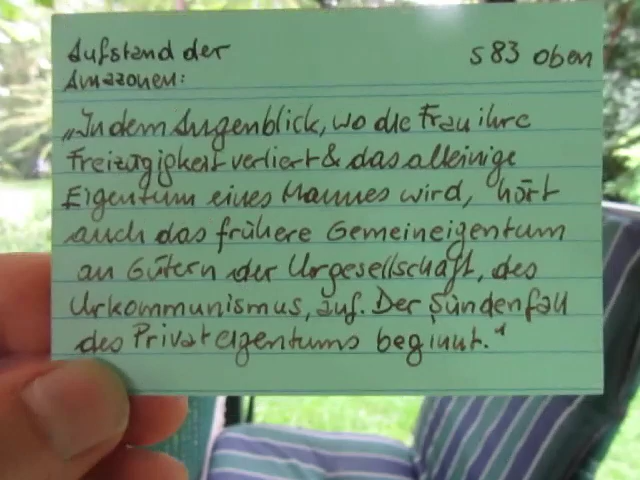 Aufstand der
Amazonen:
S 83 oben
„In dem Augenblick, wo die Frau ihre
Freizügigkeit verliert & das alleinige
Eigentum eines Mannes wird, hört
auch das frühere Gemeineigentum
an Gütern der Urgesellschaft, des
Urkommunismus, auf. Der Sündenfall
des Privateigentums beginnt."